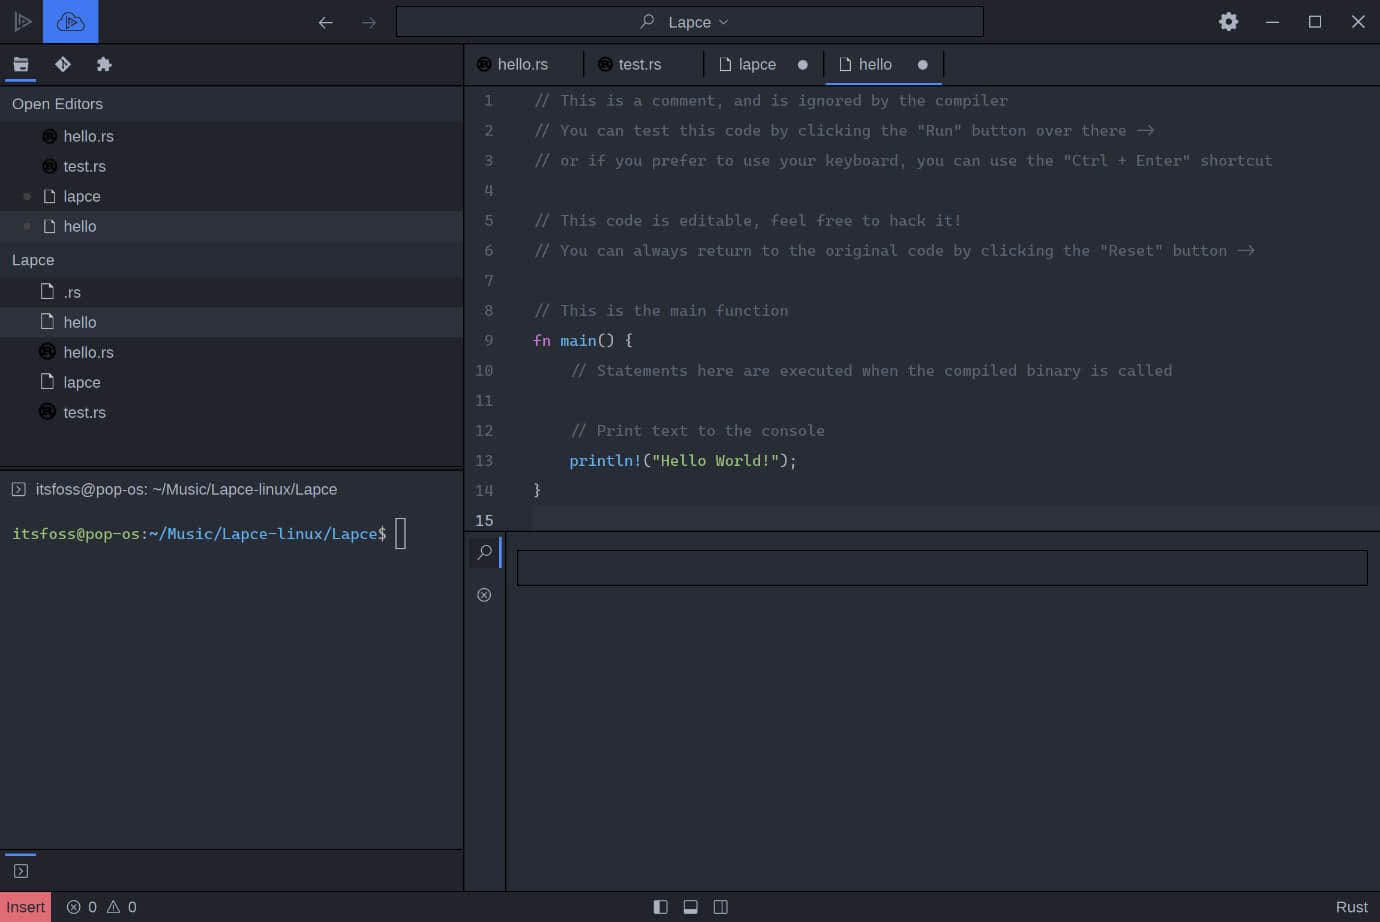 Lapce
hello.rs
test.rs
lapce
hello
Open Editors
hello.rs
test.rs
lapce
hello
Lapce
.rs
hello
hello.rs
lapce
test.rs
1 // This is a comment, and is ignored by the compiler
2 // You can test this code by clicking the "Run" button over there ->
3 // or if you prefer to use your keyboard, you can use the "Ctrl + Enter" shortcut
4
5 // This code is editable, feel free to hack it!
6 // You can always return to the original code by clicking the "Reset" button ->
7
8 // This is the main function
9 fn main() {
10     // Statements here are executed when the compiled binary is called
11
12     // Print text to the console
13     println!("Hello World!");
14 }
15
itsfoss@pop-os: ~/Music/Lapce-linux/Lapce
itsfoss@pop-os:~/Music/Lapce-linux/Lapce$
Insert 0 0 Rust